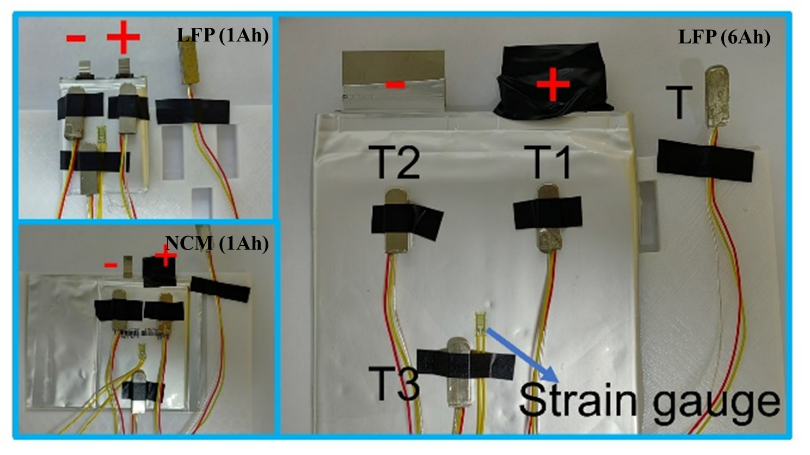 LFP (1Ah)
- +
NCM (1Ah)
- +
LFP (6Ah)
- +
T
T2 T1
T3
Strain gauge